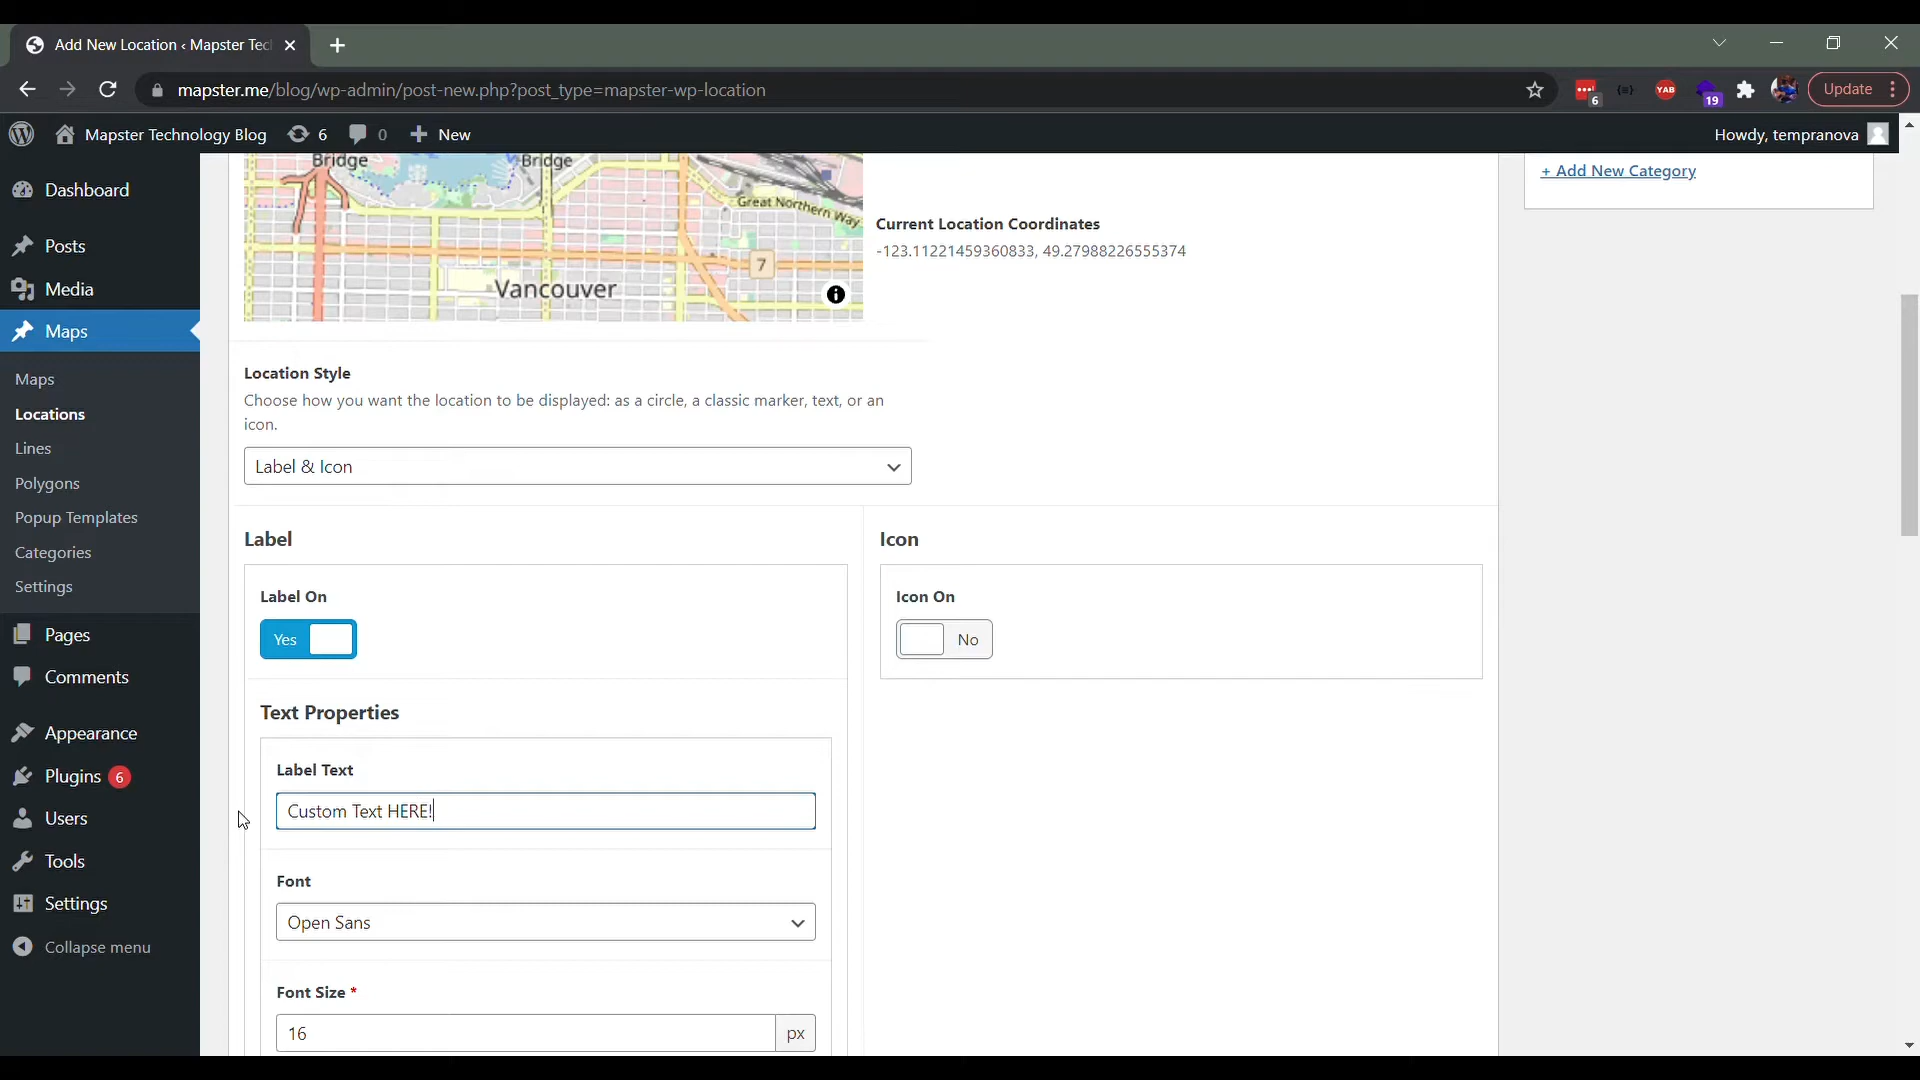 Add New Location ‹ Mapster Tec
mapster.me/blog/wp-admin/post-new.php?post_type=mapster-wp-location
6
YAB
19
Update
Mapster Technology Blog
6
0
New
Howdy, tempranova
Dashboard
Posts
Media
Maps
Maps
Locations
Lines
Polygons
Popup Templates
Categories
Settings
Pages
Comments
Appearance
Plugins 6
Users
Tools
Settings
Collapse menu
Bridge
Bridge
Great Northern Way
7
Vancouver
+ Add New Category
Current Location Coordinates
-123.11221459360833, 49.27988226555374
Location Style
Choose how you want the location to be displayed: as a circle, a classic marker, text, or an
icon.
Label & Icon
Label
Label On
Yes
Text Properties
Label Text
Custom Text HERE!
Font
Open Sans
Font Size *
16
px
Icon
Icon On
No